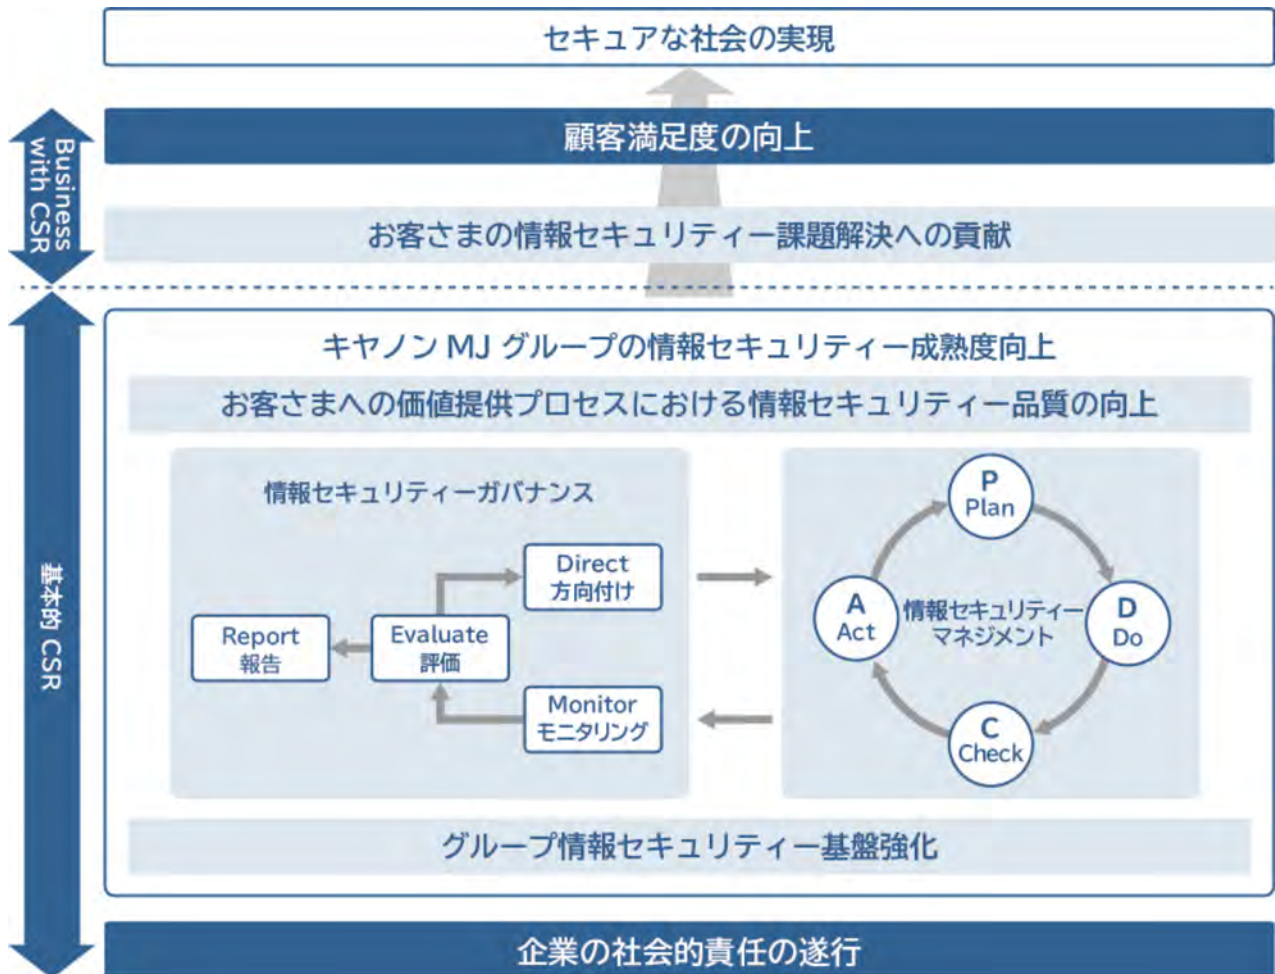 セキュアな社会の実現
Business
with CSR
顧客満足度の向上
お客さまの情報セキュリティー課題解決への貢献
基本的 CSR
キヤノン MJ グループの情報セキュリティー成熟度向上
お客さまへの価値提供プロセスにおける情報セキュリティー品質の向上
情報セキュリティーガバナンス
Direct
方向付け
Report
報告
Evaluate
評価
Monitor
モニタリング
P
Plan
D
Do
C
Check
A
Act
情報セキュリティー
マネジメント
グループ情報セキュリティー基盤強化
企業の社会的責任の遂行